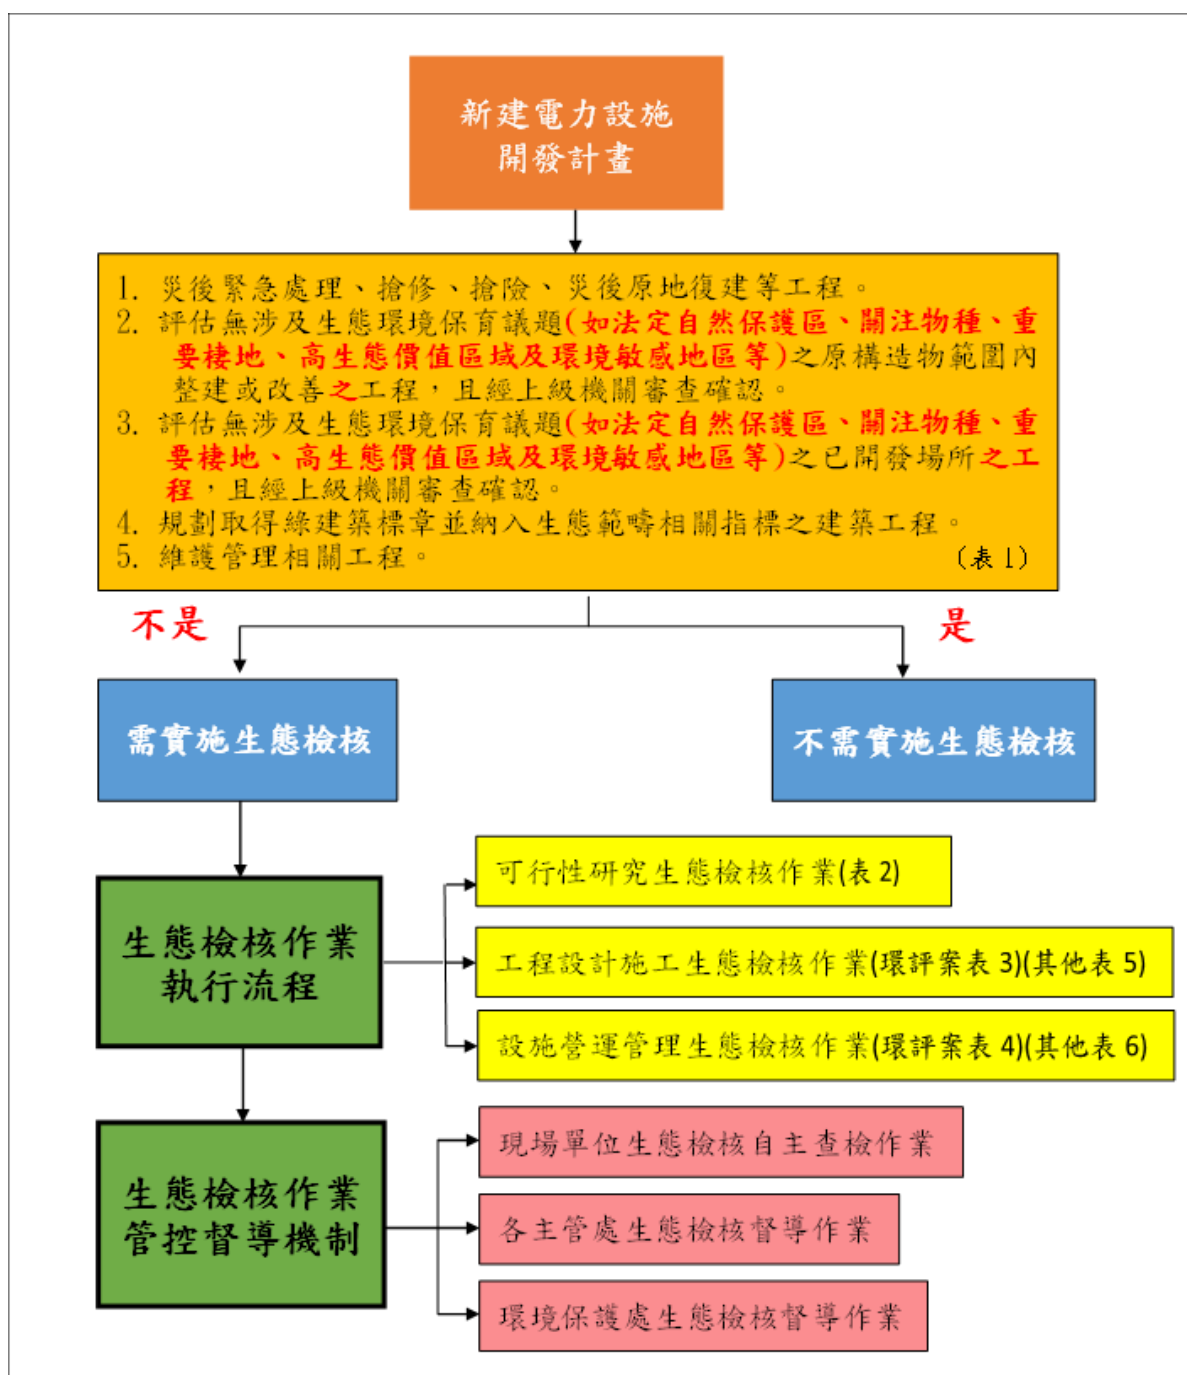 新建電力設施
開發計畫
1. 災後緊急處理、搶修、搶險、災後原地復建等工程。
2. 評估無涉及生態環境保育議題(如法定自然保護區、關注物種、重
要棲地、高生態價值區域及環境敏感地區等)之原構造物範圍內
整建或改善之工程，且經上級機關審查確認。
3. 評估無涉及生態環境保育議題(如法定自然保護區、關注物種、重
要棲地、高生態價值區域及環境敏感地區等)之已開發場所之工
程，且經上級機關審查確認。
4. 規劃取得綠建築標章並納入生態範疇相關指標之建築工程。
5. 維護管理相關工程。 (表 1)
不是
是
需實施生態檢核
不需實施生態檢核
生態檢核作業
執行流程
可行性研究生態檢核作業(表 2)
工程設計施工生態檢核作業(環評案表 3)(其他表 5)
設施營運管理生態檢核作業(環評案表 4)(其他表 6)
生態檢核作業
管控督導機制
現場單位生態檢核自主查檢作業
各主管處生態檢核督導作業
環境保護處生態檢核督導作業